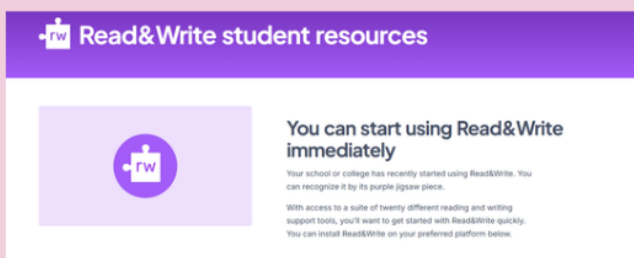 rw Read&Write student resources
rw
You can start using Read&Write
immediately
Your school or college has recently started using Read&Write. You
can recognize it by its purple jigsaw piece.
With access to a suite of twenty different reading and writing
support tools, you'll want to get started with Read&Write quickly.
You can install Read&Write on your preferred platform below.